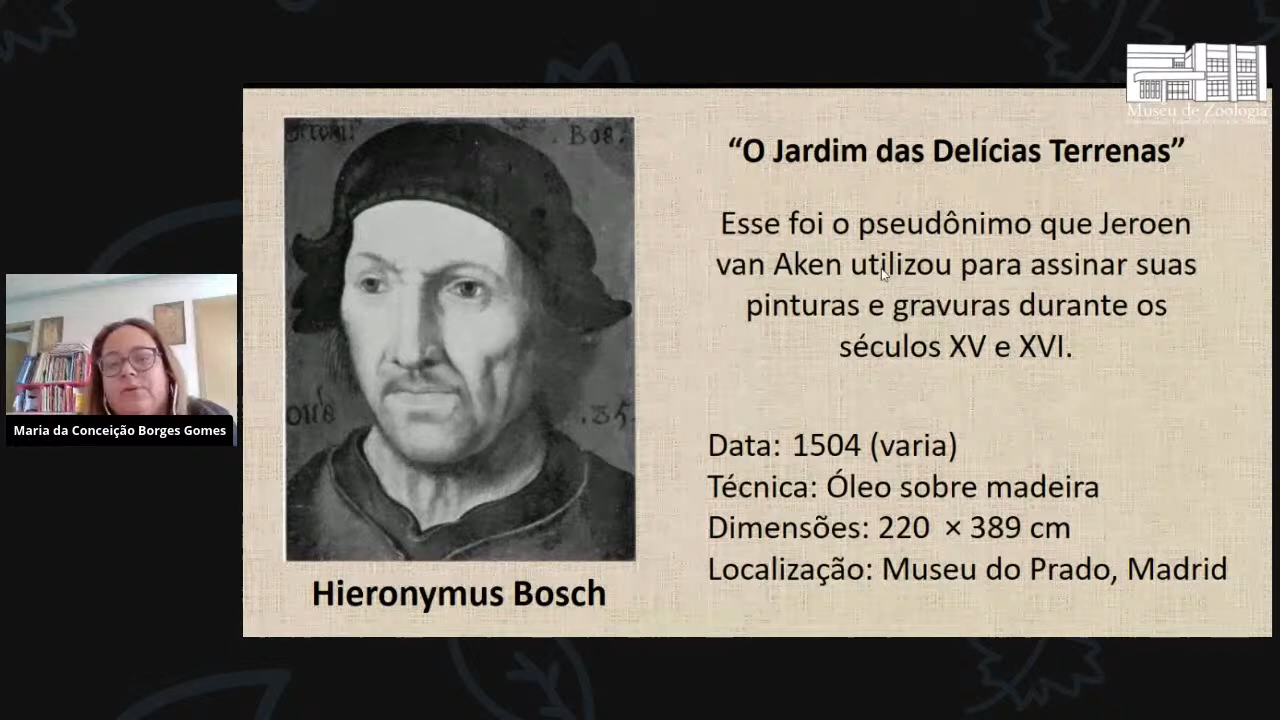 Museu de Zoologia
"O Jardim das Delícias Terrenas"
Esse foi o pseudônimo que Jeroen
van Aken utilizou para assinar suas
pinturas e gravuras durante os
séculos XV e XVI.
Data: 1504 (varia)
Técnica: Óleo sobre madeira
Dimensões: 220 × 389 cm
Localização: Museu do Prado, Madrid
Hieronymus Bosch
Maria da Conceição Borges Gomes